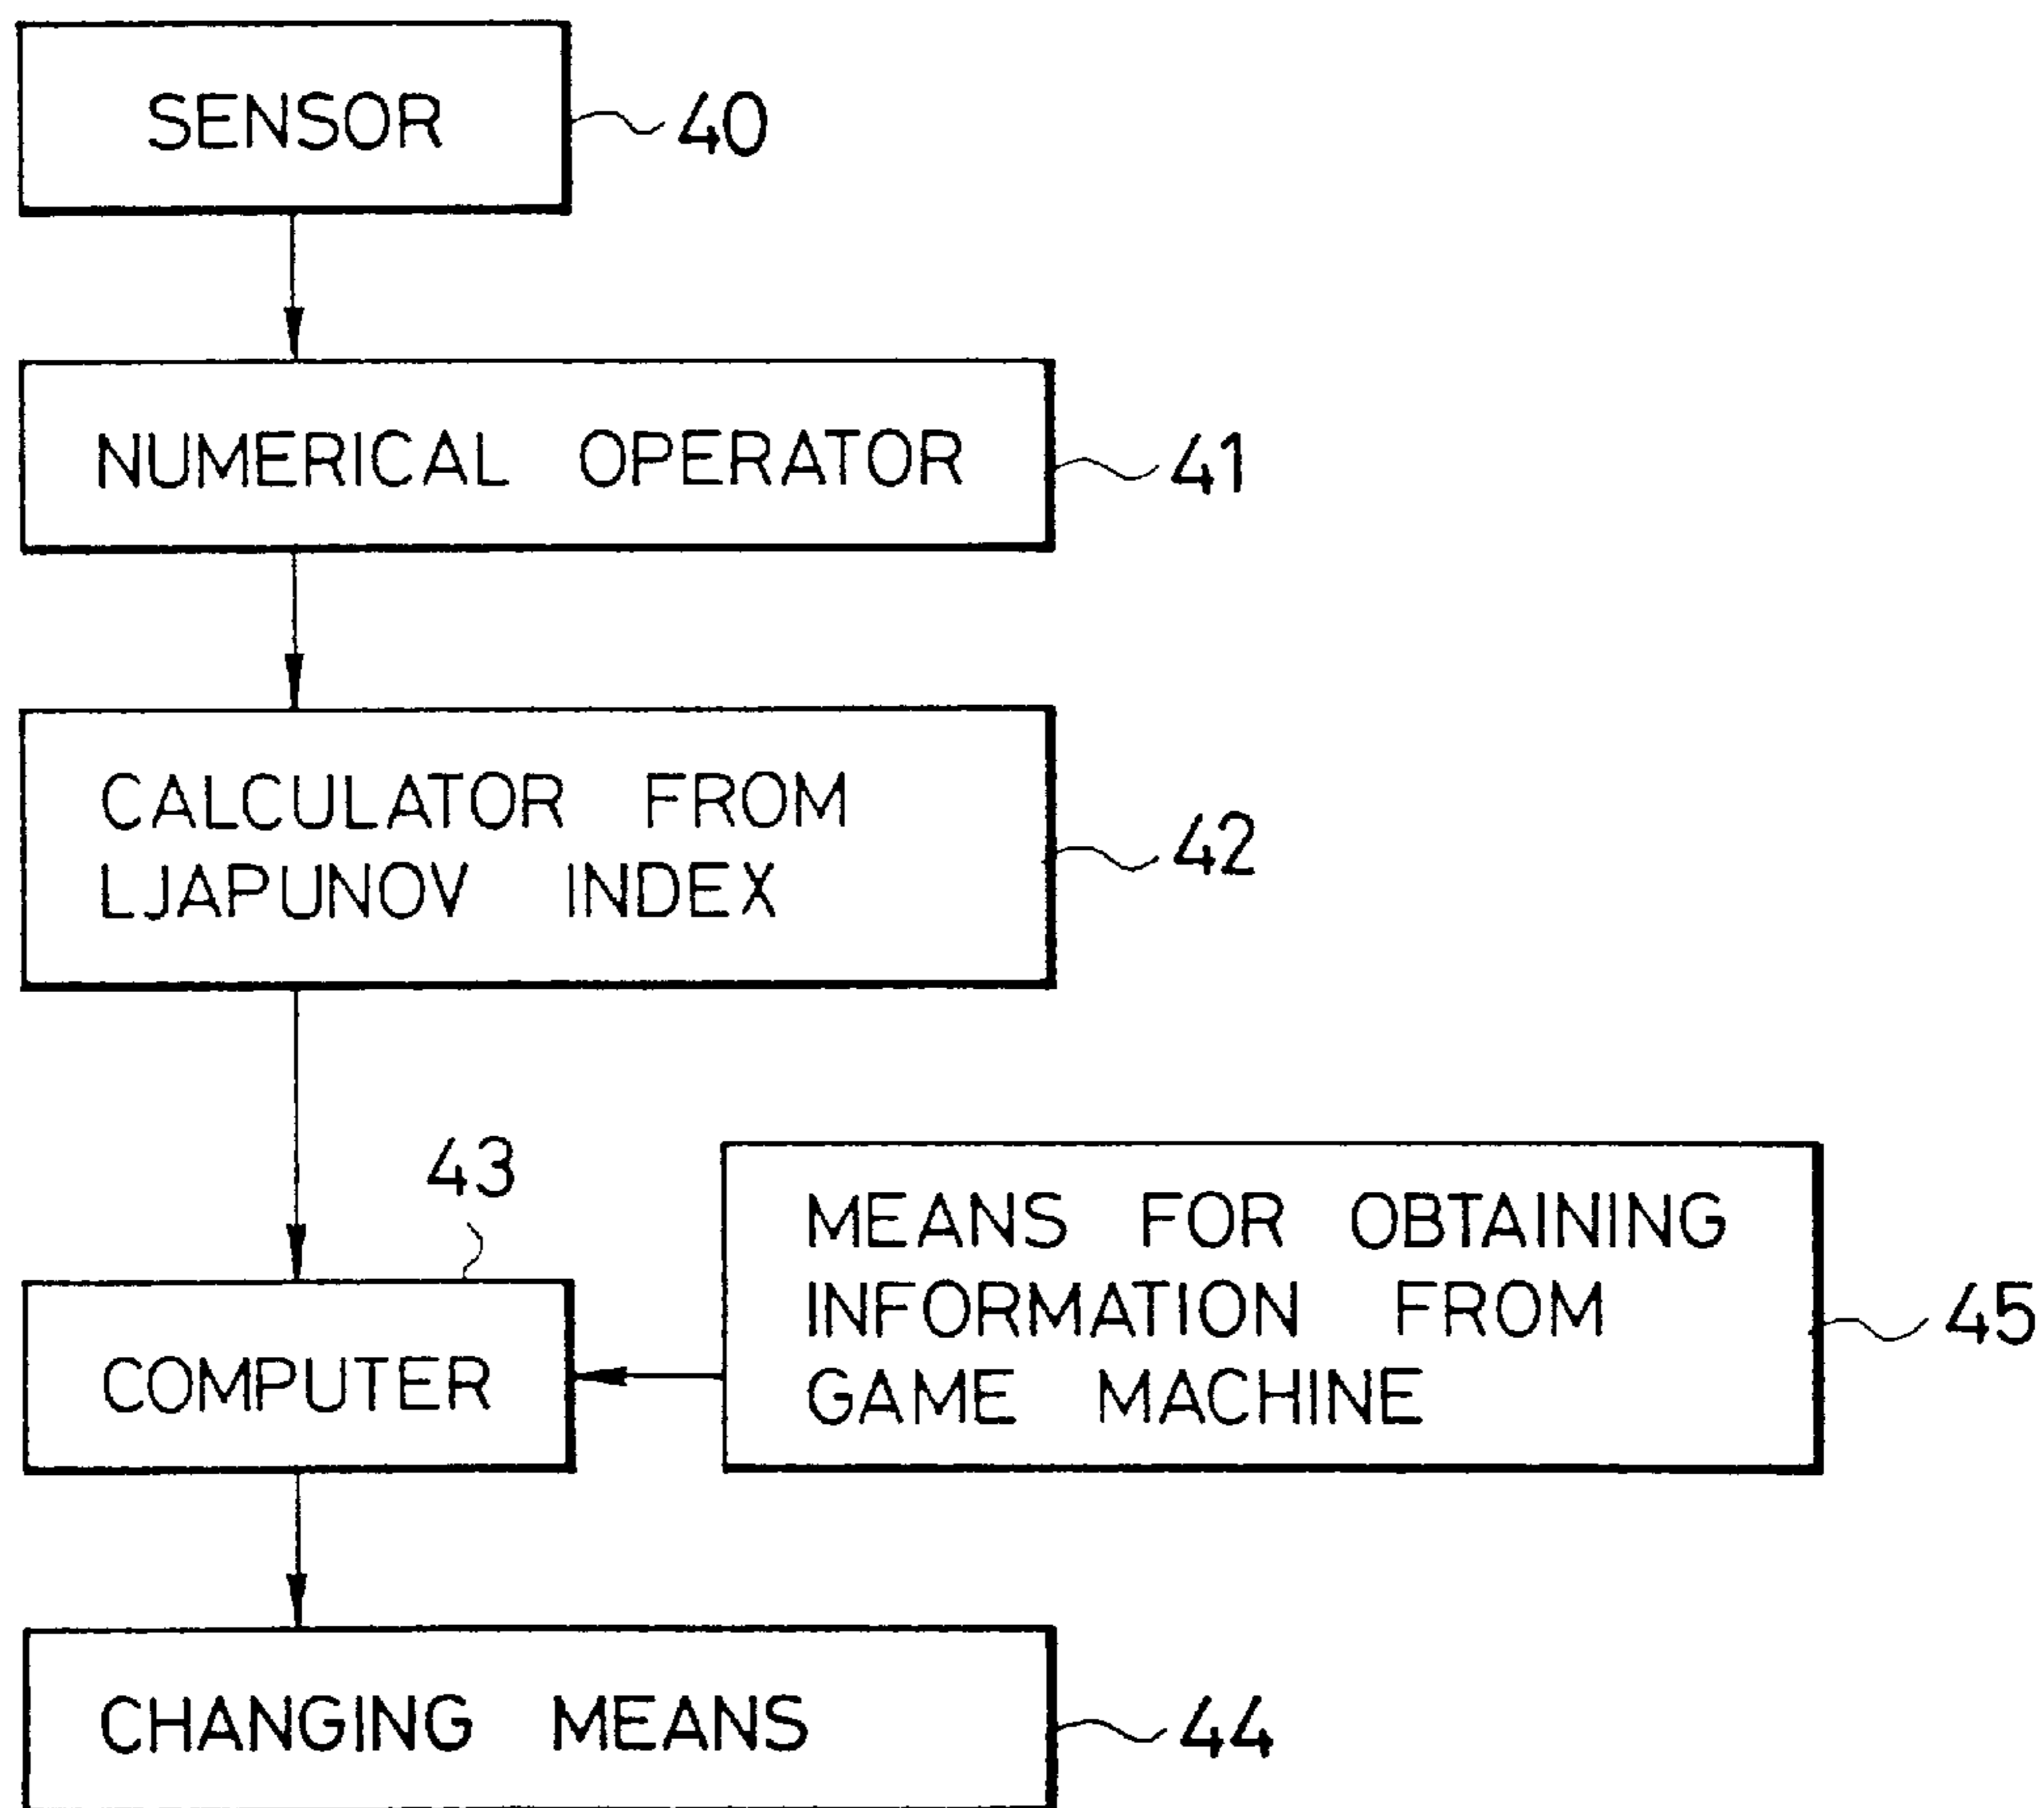 SENSOR
40
NUMERICAL OPERATOR
41
CALCULATOR FROM
LJAPUNOV INDEX
42
43
COMPUTER
MEANS FOR OBTAINING
INFORMATION FROM
GAME MACHINE
45
CHANGING MEANS
44